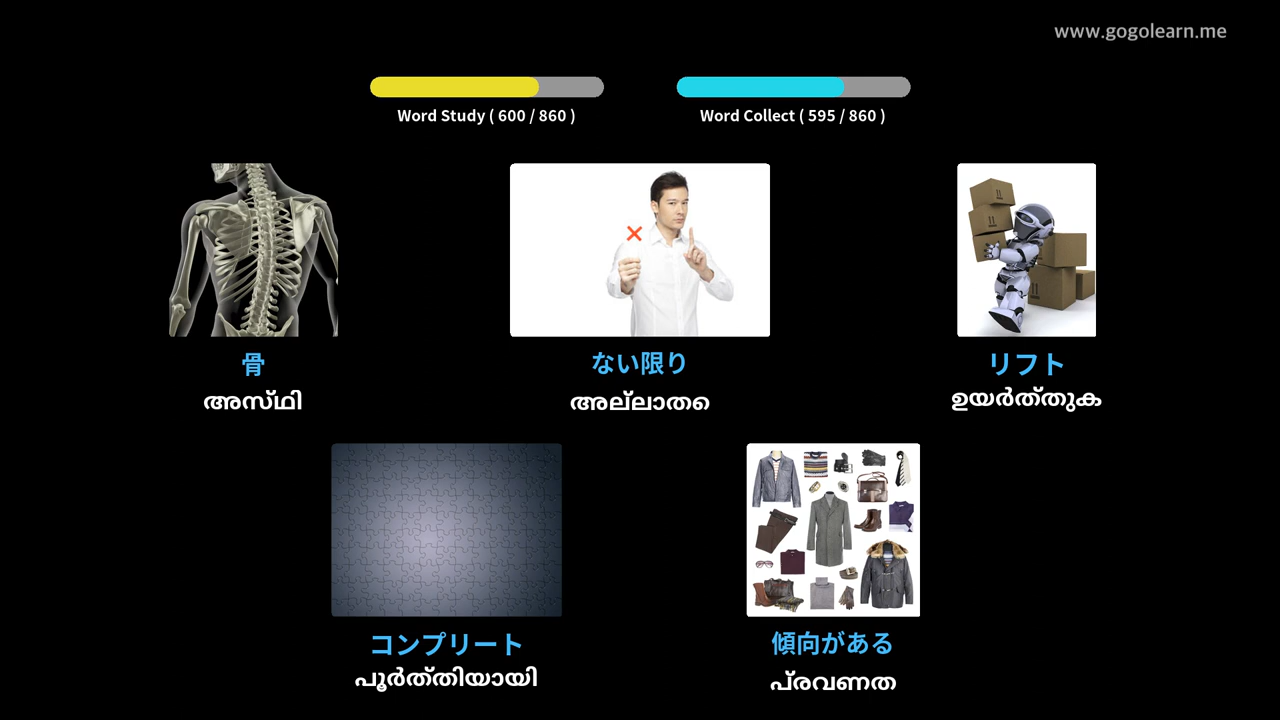 www.gogolearn.me
Word Study ( 600 / 860 )
Word Collect ( 595 / 860 )
骨
അസ്ഥി
ない限り
അല്ലാതെ
リフト
ഉയർത്തുക
コンプリート
പൂർത്തിയായി
傾向がある
പ്രവണത